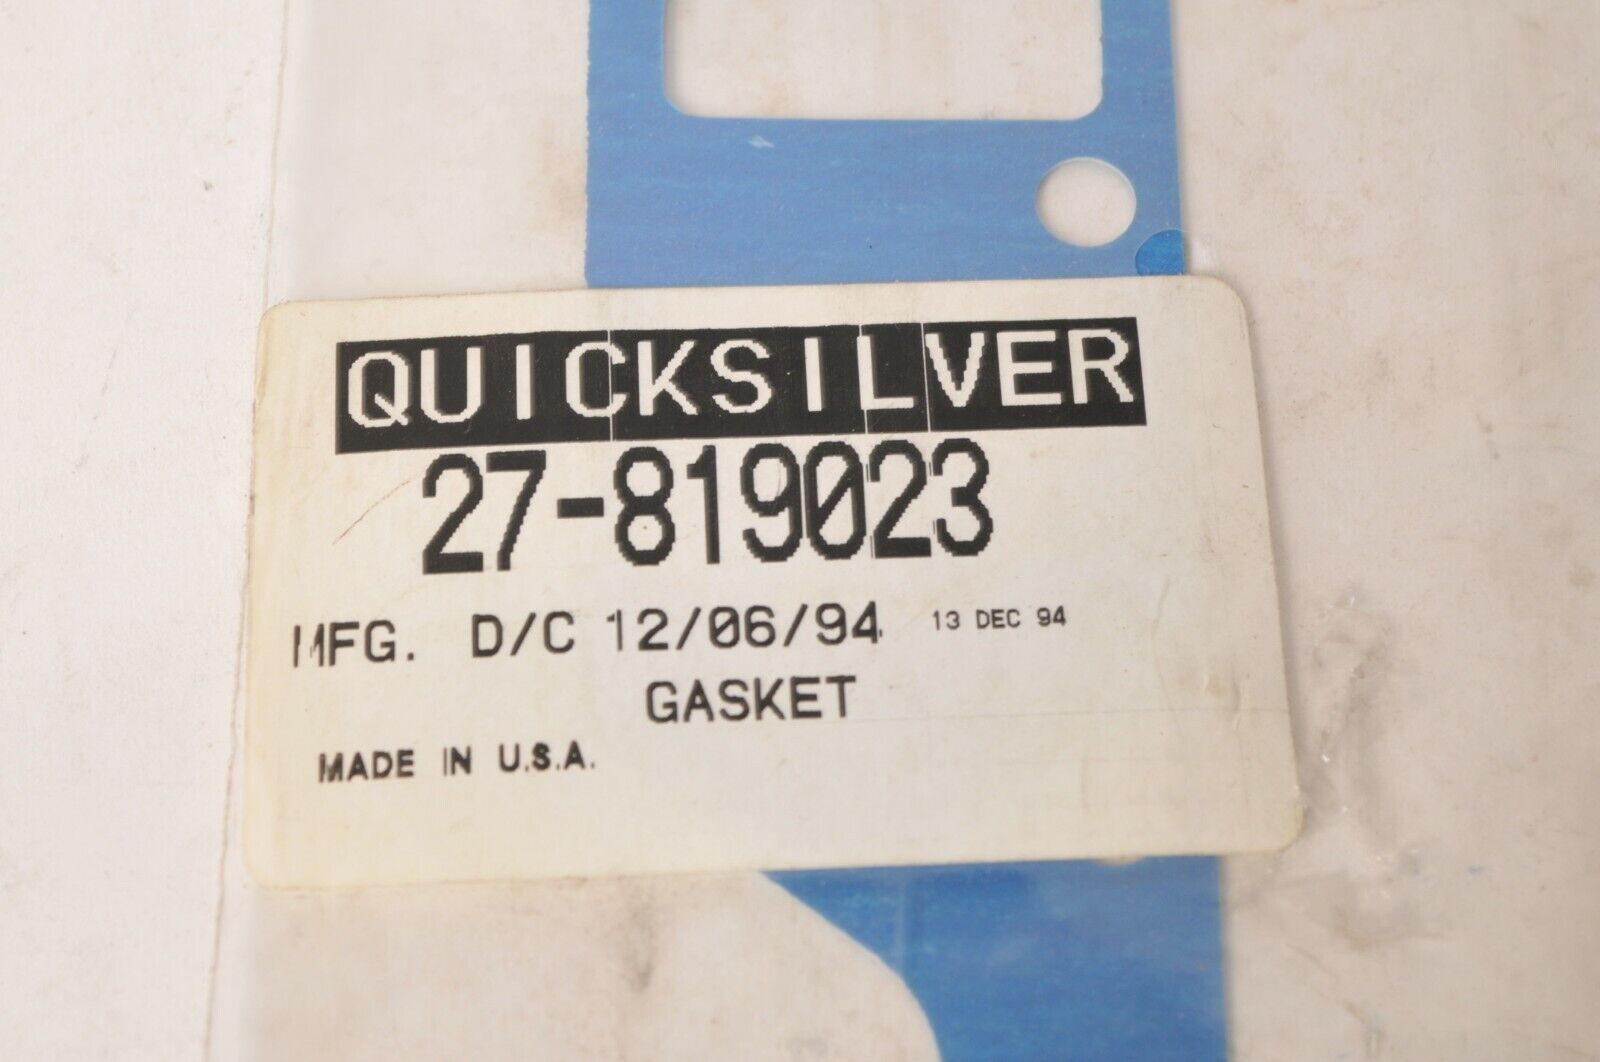 QUICKSILVER
27-819023
MFG. D/C 12/06/94 13 DEC 94
GASKET
MADE IN U.S.A.